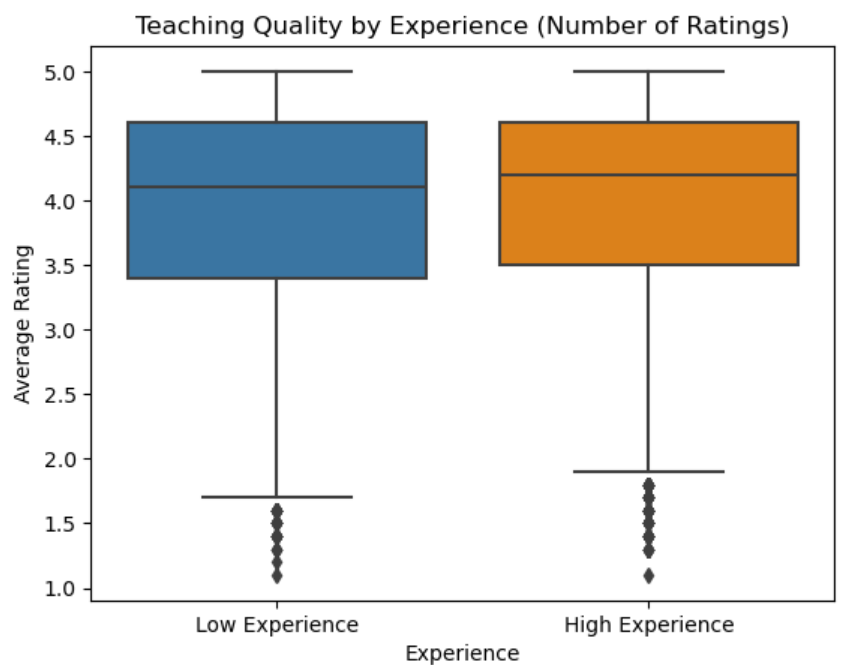 Teaching Quality by Experience (Number of Ratings)
5.0
4.5
4.0
3.5
3.0
2.5
2.0
1.5
1.0
Average Rating
Low Experience
High Experience
Experience